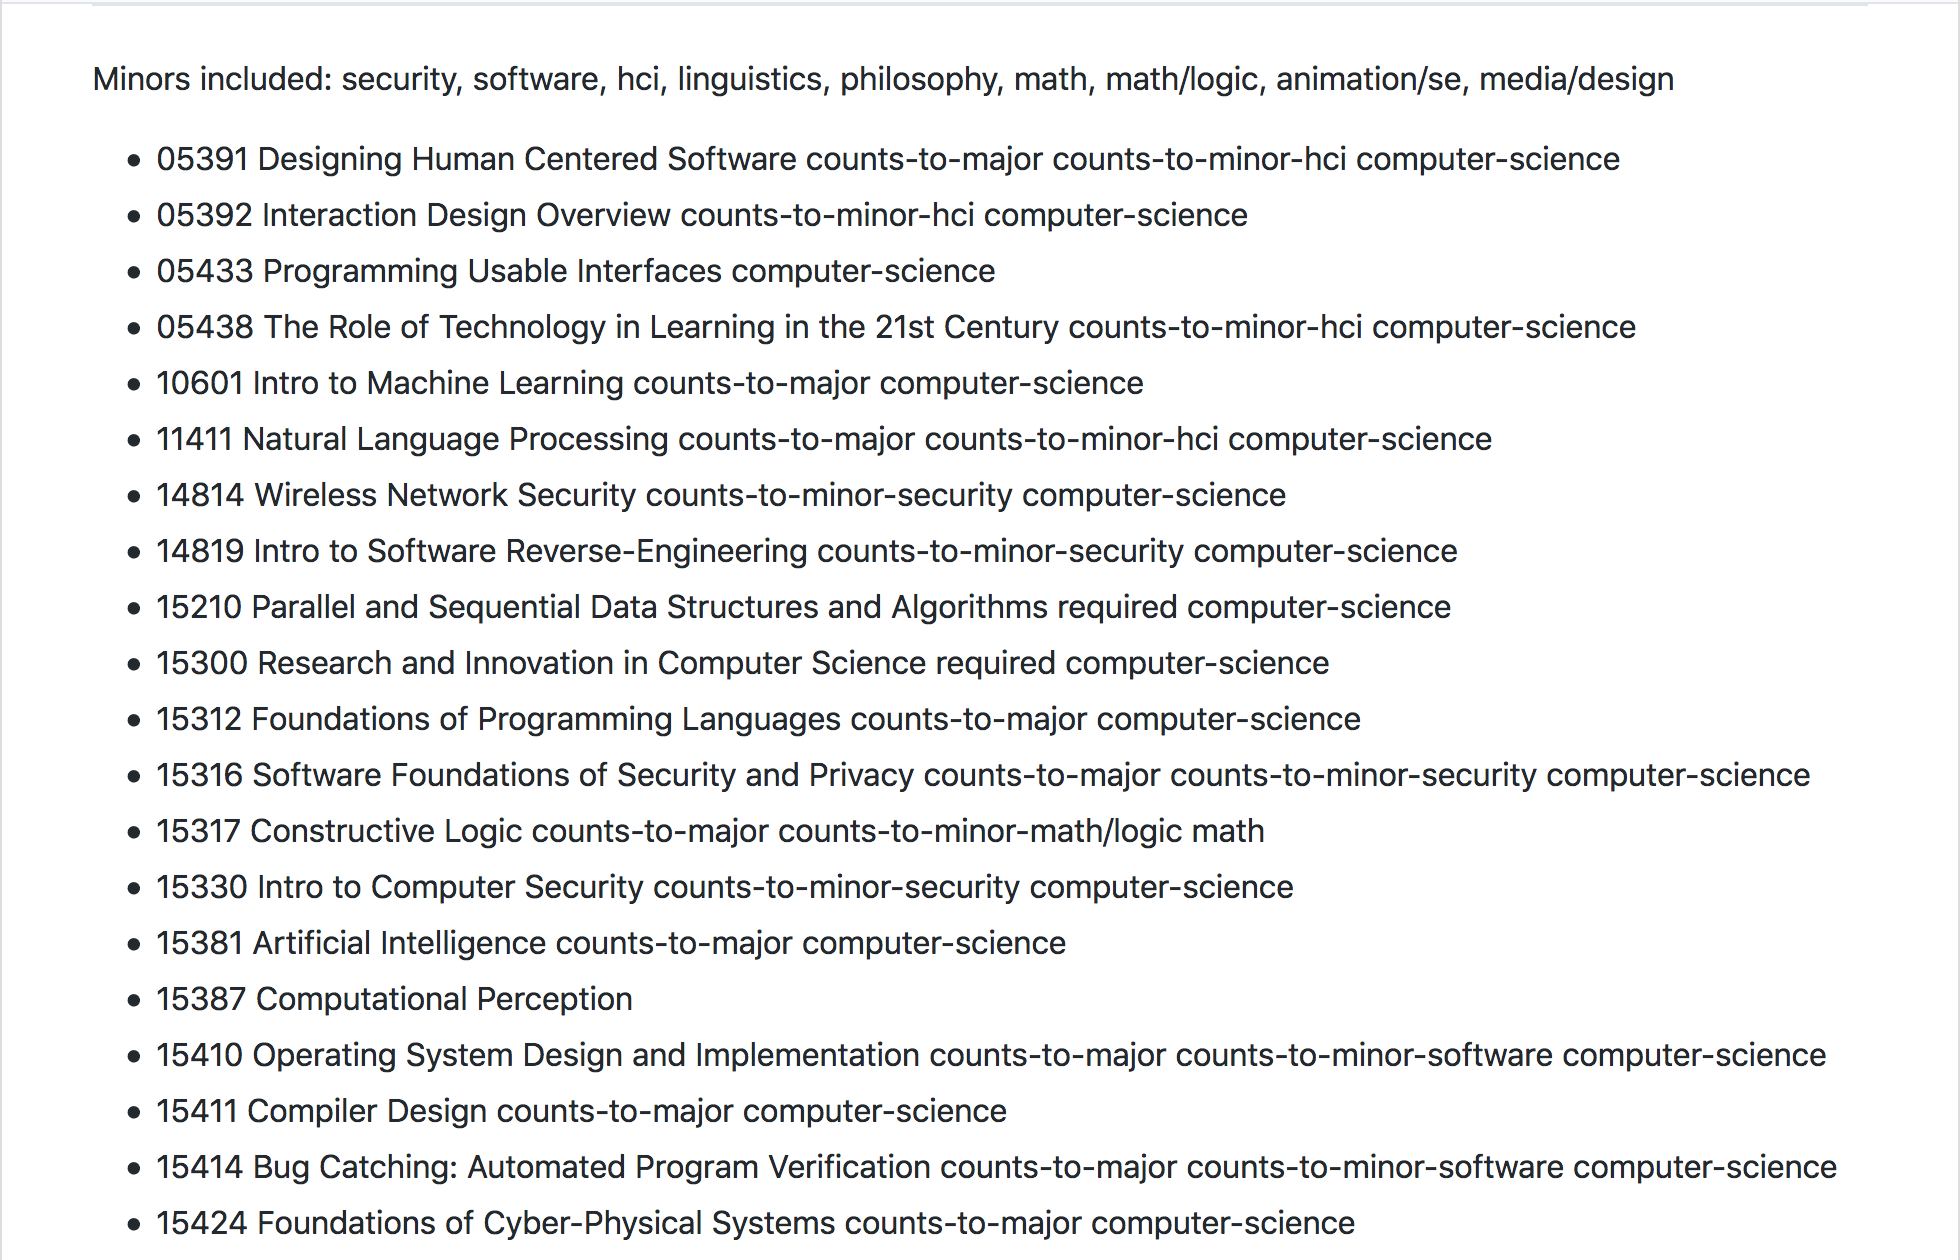 Minors included: security, software, hci, linguistics, philosophy, math, math/logic, animation/se, media/design
• 05391 Designing Human Centered Software counts-to-major counts-to-minor-hci computer-science
• 05392 Interaction Design Overview counts-to-minor-hci computer-science
• 05433 Programming Usable Interfaces computer-science
• 05438 The Role of Technology in Learning in the 21st Century counts-to-minor-hci computer-science
• 10601 Intro to Machine Learning counts-to-major computer-science
• 11411 Natural Language Processing counts-to-major counts-to-minor-hci computer-science
• 14814 Wireless Network Security counts-to-minor-security computer-science
• 14819 Intro to Software Reverse-Engineering counts-to-minor-security computer-science
• 15210 Parallel and Sequential Data Structures and Algorithms required computer-science
• 15300 Research and Innovation in Computer Science required computer-science
• 15312 Foundations of Programming Languages counts-to-major computer-science
• 15316 Software Foundations of Security and Privacy counts-to-major counts-to-minor-security computer-science
• 15317 Constructive Logic counts-to-major counts-to-minor-math/logic math
• 15330 Intro to Computer Security counts-to-minor-security computer-science
• 15381 Artificial Intelligence counts-to-major computer-science
• 15387 Computational Perception
• 15410 Operating System Design and Implementation counts-to-major counts-to-minor-software computer-science
• 15411 Compiler Design counts-to-major computer-science
• 15414 Bug Catching: Automated Program Verification counts-to-major counts-to-minor-software computer-science
• 15424 Foundations of Cyber-Physical Systems counts-to-major computer-science